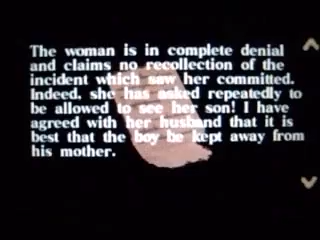 The woman is in complete denial
and claims no recollection of the
incident which saw her committed.
Indeed, she has asked repeatedly to
be allowed to see her son! I have
agreed with her husband that it is
best that the boy be kept away from
his mother.